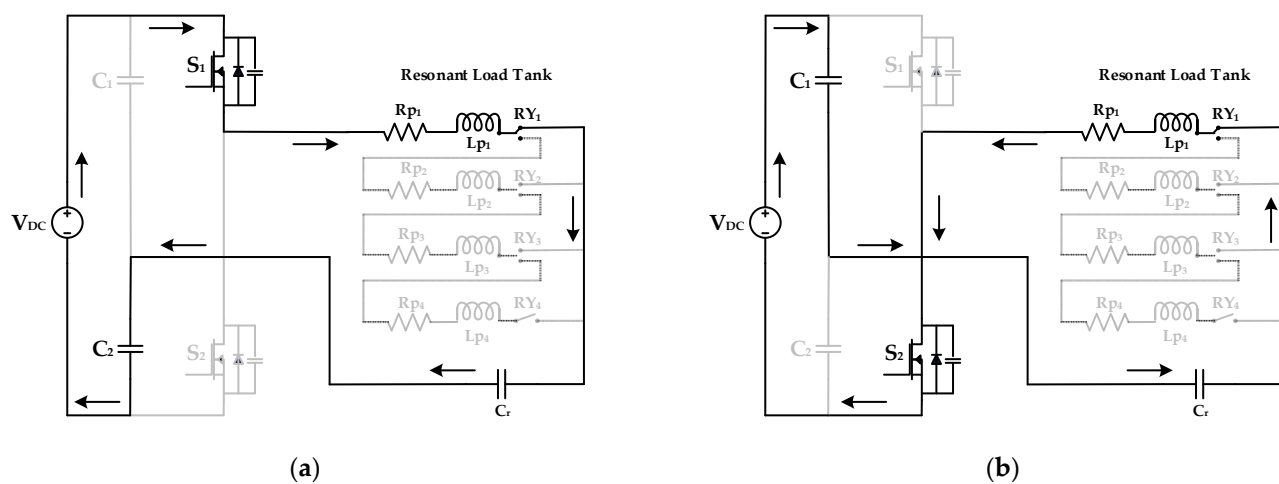 Resonant Load Tank
C₁
S₁
Rp₁
Lp₁
RY₁
Rp₂
Lp₂
RY₂
V_DC
Rp₃
Lp₃
RY₃
Rp₄
Lp₄
RY₄
C₂
S₂
Cᵣ
(a)
Resonant Load Tank
C₁
S₁
Rp₁
Lp₁
RY₁
Rp₂
Lp₂
RY₂
V_DC
Rp₃
Lp₃
RY₃
Rp₄
Lp₄
RY₄
C₂
S₂
Cᵣ
(b)